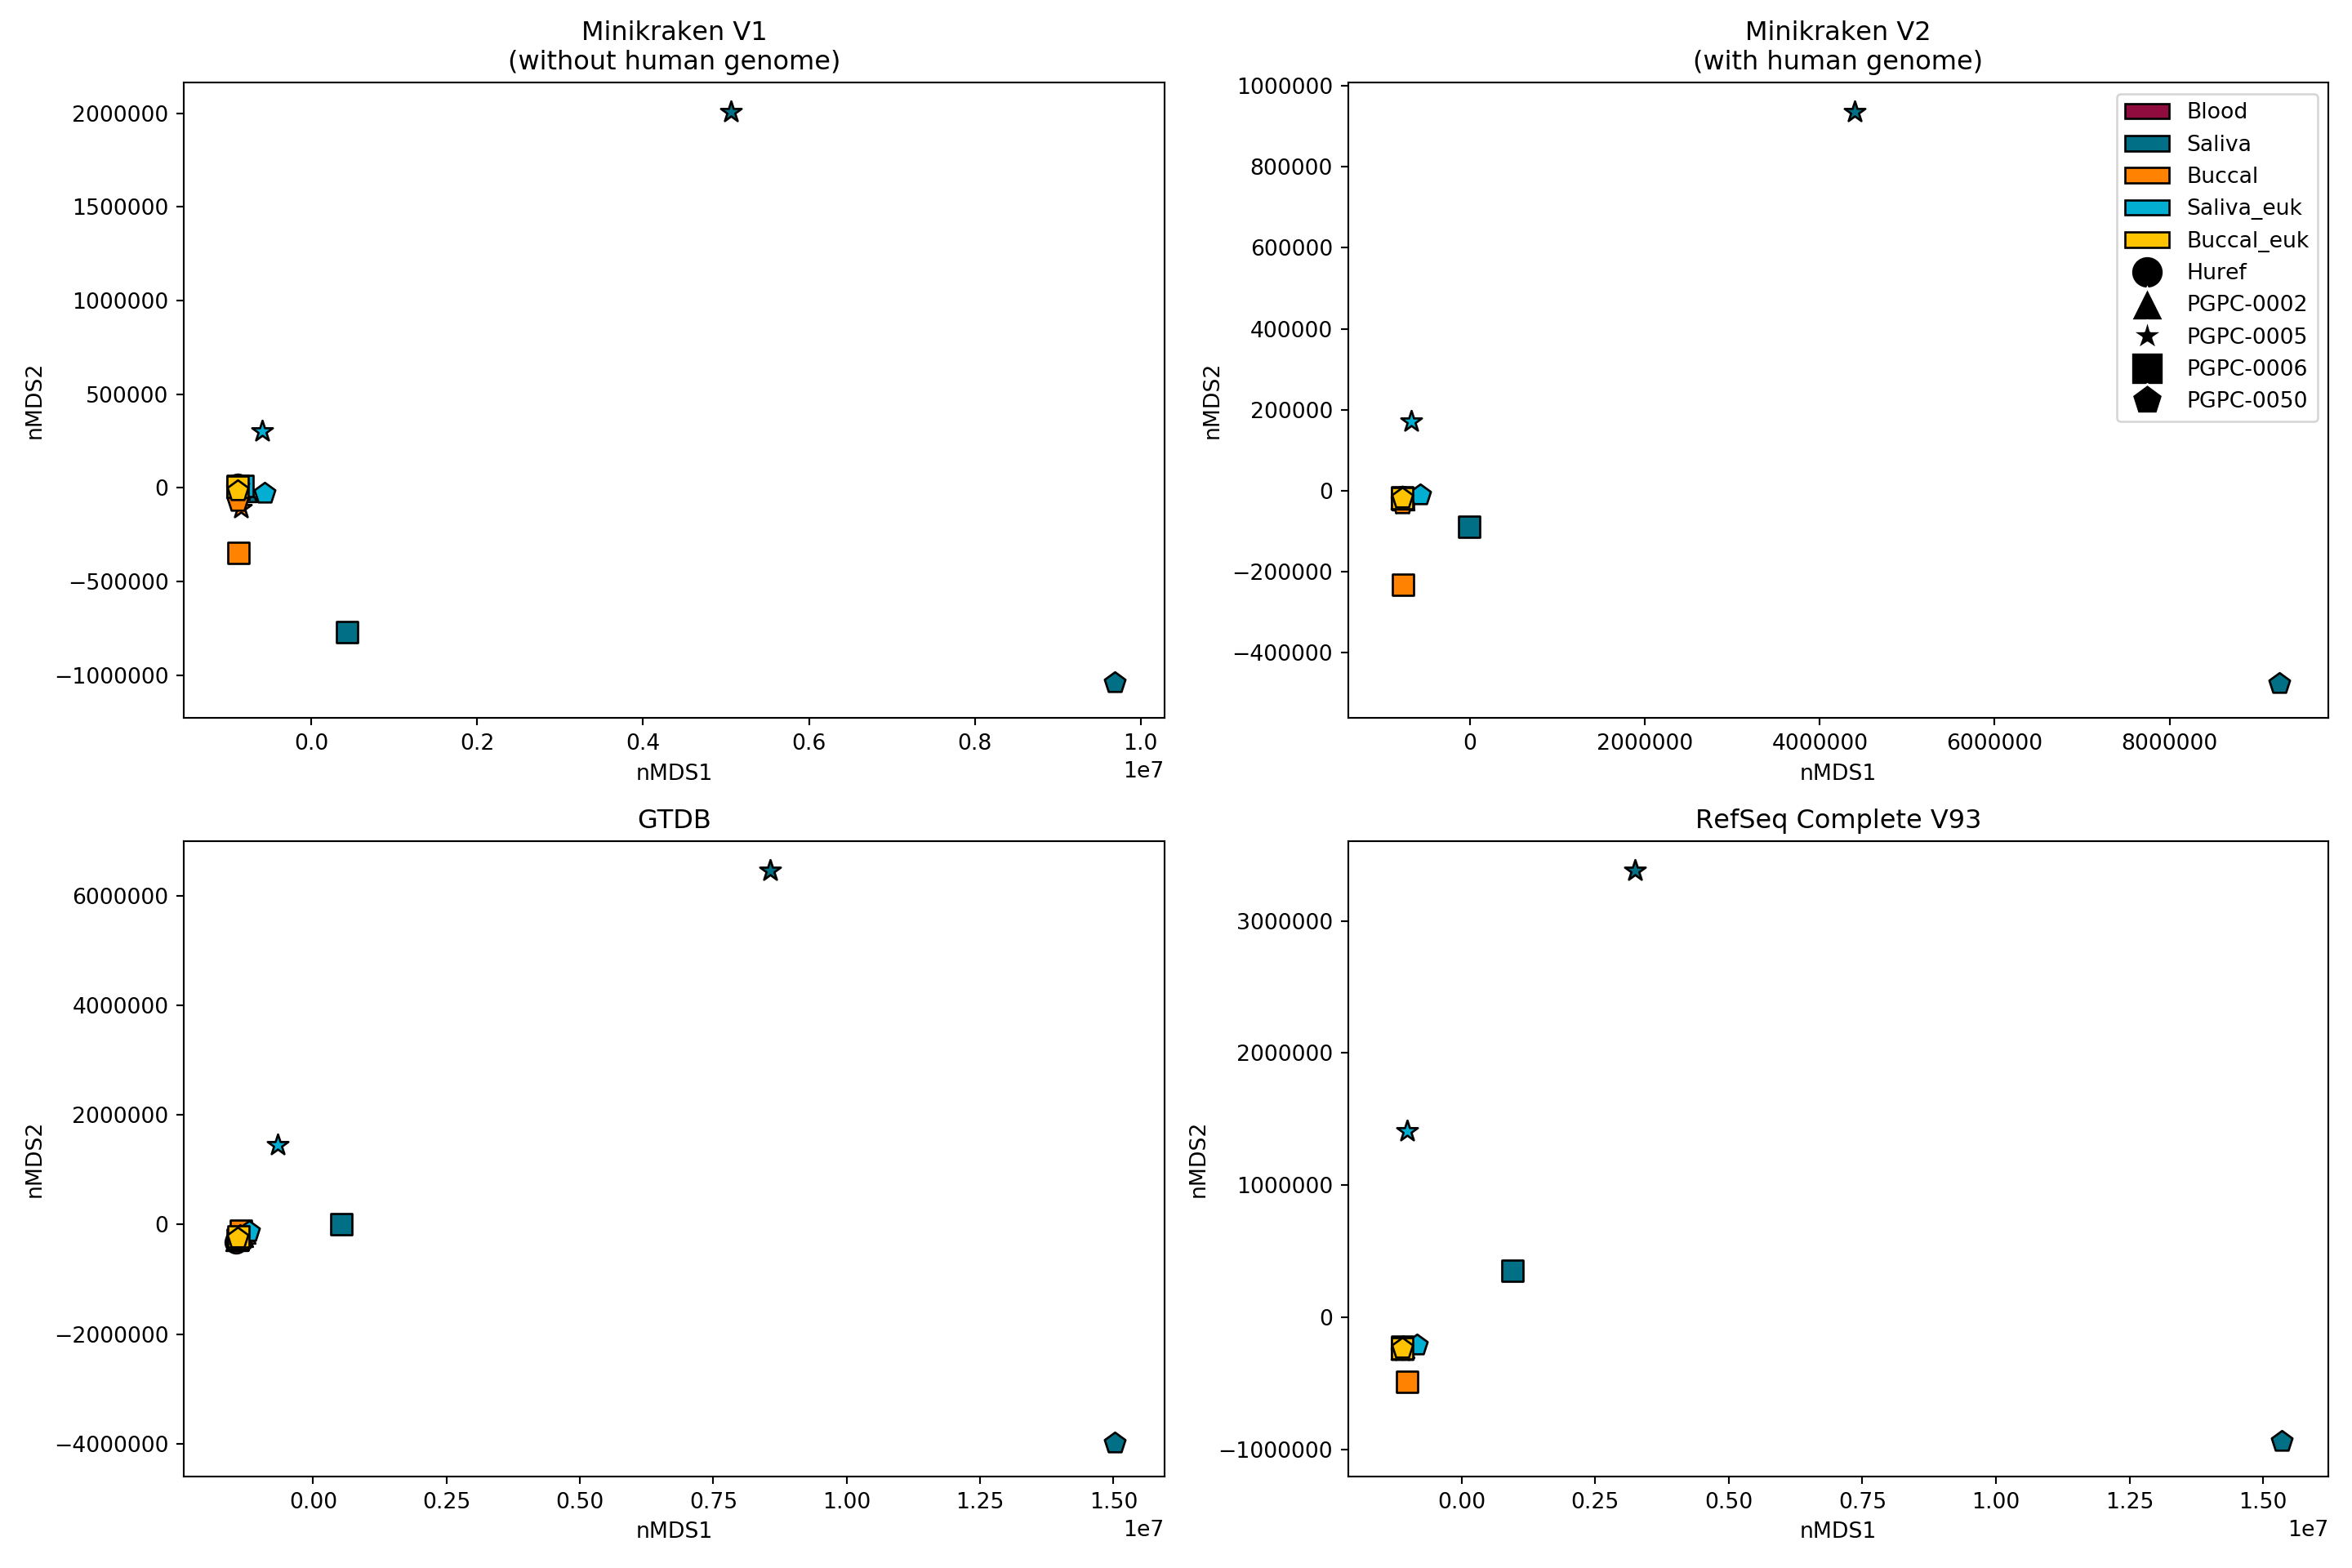 Minikraken V1
(without human genome)
2000000
1500000
1000000
500000
0
−500000
−1000000
nMDS2
0.0
0.2
0.4
0.6
0.8
1.0
1e7
nMDS1
Minikraken V2
(with human genome)
1000000
800000
600000
400000
200000
0
−200000
−400000
nMDS2
0
2000000
4000000
6000000
8000000
nMDS1
Blood
Saliva
Buccal
Saliva_euk
Buccal_euk
Huref
PGPC-0002
PGPC-0005
PGPC-0006
PGPC-0050
GTDB
6000000
4000000
2000000
0
−2000000
−4000000
nMDS2
0.00
0.25
0.50
0.75
1.00
1.25
1.50
1e7
nMDS1
RefSeq Complete V93
3000000
2000000
1000000
0
−1000000
nMDS2
0.00
0.25
0.50
0.75
1.00
1.25
1.50
1e7
nMDS1